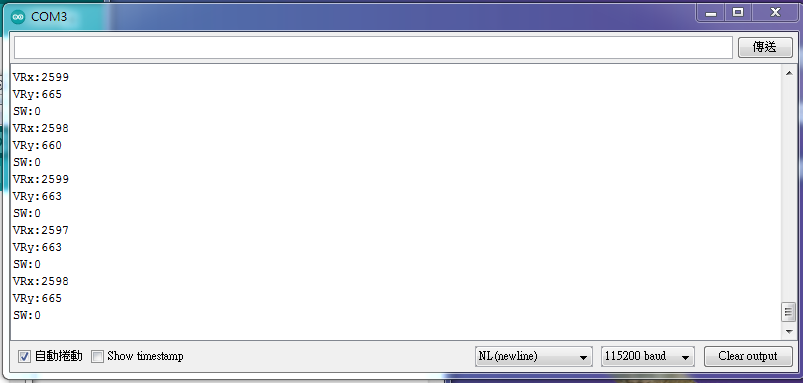 COM3
傳送
VRx:2599
VRy:665
SW:0
VRx:2598
VRy:660
SW:0
VRx:2599
VRy:663
SW:0
VRx:2597
VRy:663
SW:0
VRx:2598
VRy:665
SW:0
自動捲動 Show timestamp NL(newline) 115200 baud Clear output